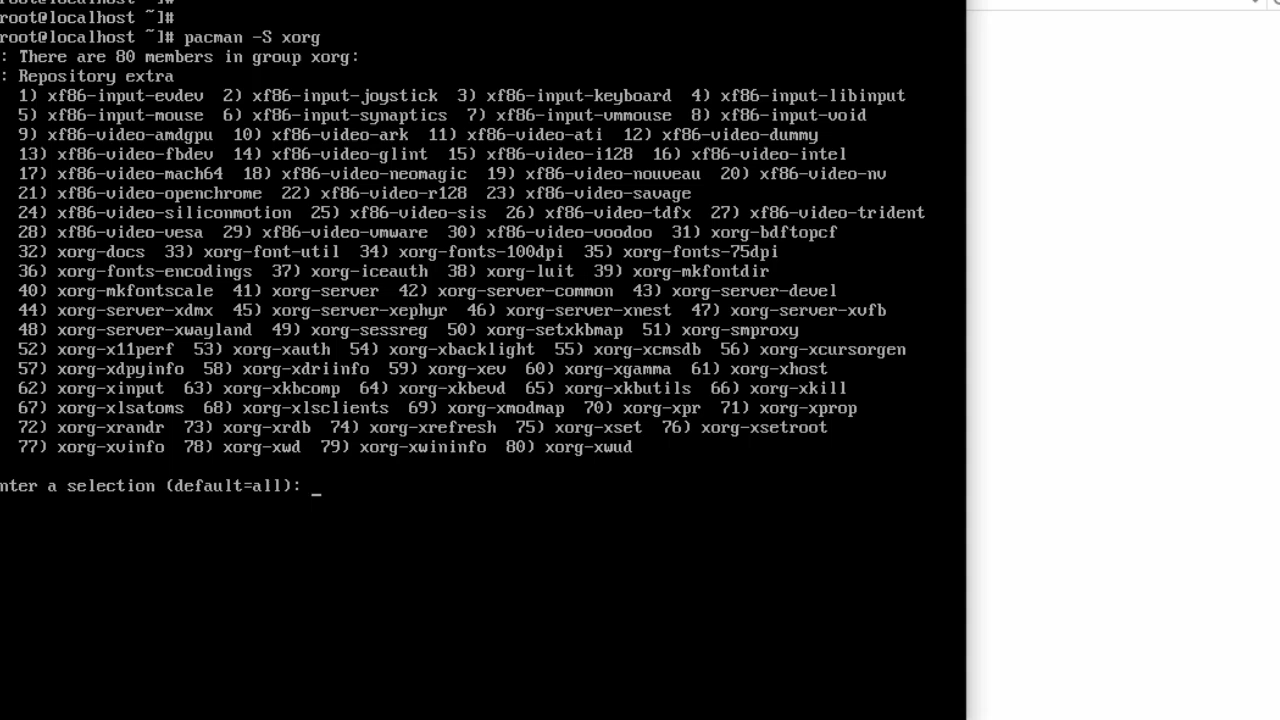 root@localhost ~]#
root@localhost ~]#
root@localhost ~]# pacman -S xorg
: There are 80 members in group xorg:
: Repository extra
1) xf86-input-evdev 2) xf86-input-joystick 3) xf86-input-keyboard 4) xf86-input-libinput
5) xf86-input-mouse 6) xf86-input-synaptics 7) xf86-input-vmmouse 8) xf86-input-void
9) xf86-video-amdgpu 10) xf86-video-ark 11) xf86-video-ati 12) xf86-video-dummy
13) xf86-video-fbdev 14) xf86-video-glint 15) xf86-video-i128 16) xf86-video-intel
17) xf86-video-mach64 18) xf86-video-neomagic 19) xf86-video-nouveau 20) xf86-video-nv
21) xf86-video-openchrome 22) xf86-video-r128 23) xf86-video-savage
24) xf86-video-siliconmotion 25) xf86-video-sis 26) xf86-video-tdfx 27) xf86-video-trident
28) xf86-video-vesa 29) xf86-video-vmware 30) xf86-video-voodoo 31) xorg-bdftopcf
32) xorg-docs 33) xorg-font-util 34) xorg-fonts-100dpi 35) xorg-fonts-75dpi
36) xorg-fonts-encodings 37) xorg-iceauth 38) xorg-luit 39) xorg-mkfontdir
40) xorg-mkfontscale 41) xorg-server 42) xorg-server-common 43) xorg-server-devel
44) xorg-server-xdmx 45) xorg-server-xephyr 46) xorg-server-xnest 47) xorg-server-xvfb
48) xorg-server-xwayland 49) xorg-sessreg 50) xorg-setxkbmap 51) xorg-smproxy
52) xorg-x11perf 53) xorg-xauth 54) xorg-xbacklight 55) xorg-xcmsdb 56) xorg-xcursorgen
57) xorg-xdpyinfo 58) xorg-xdriinfo 59) xorg-xev 60) xorg-xgamma 61) xorg-xhost
62) xorg-xinput 63) xorg-xkbcomp 64) xorg-xkbevd 65) xorg-xkbutils 66) xorg-xkill
67) xorg-xlsatoms 68) xorg-xlsclients 69) xorg-xmodmap 70) xorg-xpr 71) xorg-xprop
72) xorg-xrandr 73) xorg-xrdb 74) xorg-xrefresh 75) xorg-xset 76) xorg-xsetroot
77) xorg-xvinfo 78) xorg-xwd 79) xorg-xwininfo 80) xorg-xwud
nter a selection (default=all): _